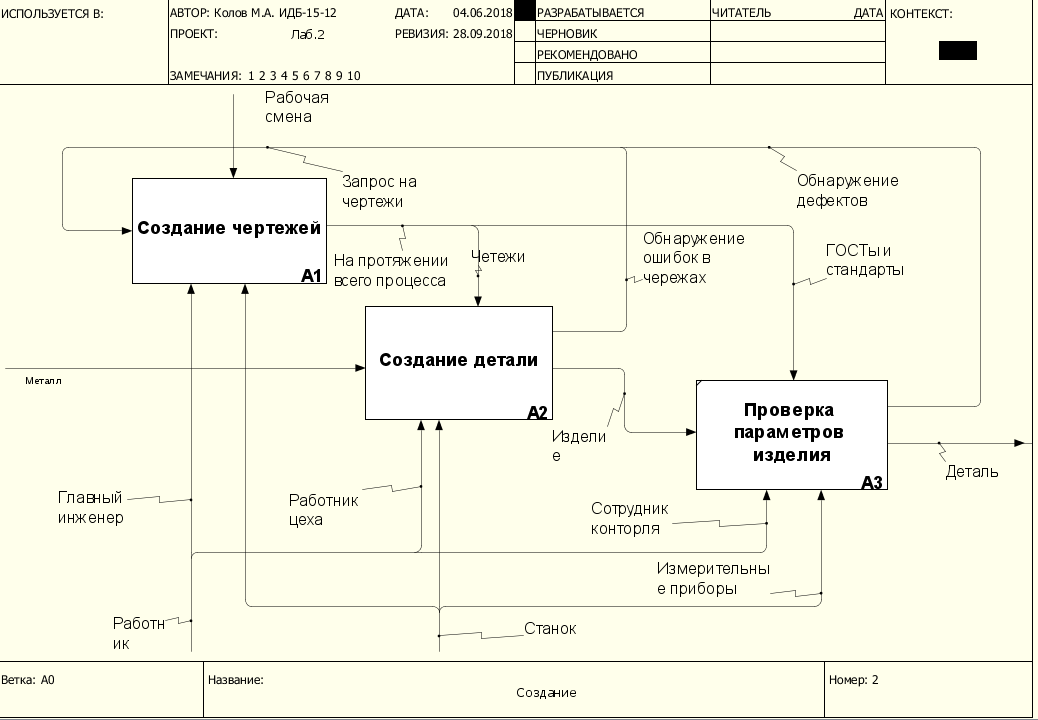 ИСПОЛЬЗУЕТСЯ В:
АВТОР: Колов М.А. ИДБ-15-12
ДАТА: 04.06.2018
ПРОЕКТ: Лаб.2
РЕВИЗИЯ: 28.09.2018
ЗАМЕЧАНИЯ: 1 2 3 4 5 6 7 8 9 10
РАЗРАБАТЫВАЕТСЯ
ЧЕРНОВИК
РЕКОМЕНДОВАНО
ПУБЛИКАЦИЯ
ЧИТАТЕЛЬ
ДАТА
КОНТЕКСТ:
Рабочая
смена
Запрос на
чертежи
Обнаружение
дефектов
Создание чертежей
A1
На протяжении
всего процесса
Четежи
Обнаружение
ошибок в
чережах
ГОСТы и
стандарты
Создание детали
A2
Металл
Издели
е
Проверка
параметров
изделия
A3
Деталь
Главный
инженер
Работник
цеха
Сотрудник
конторля
Измерительны
е приборы
Работн
ик
Станок
Ветка: A0
Название:
Создание
Номер: 2